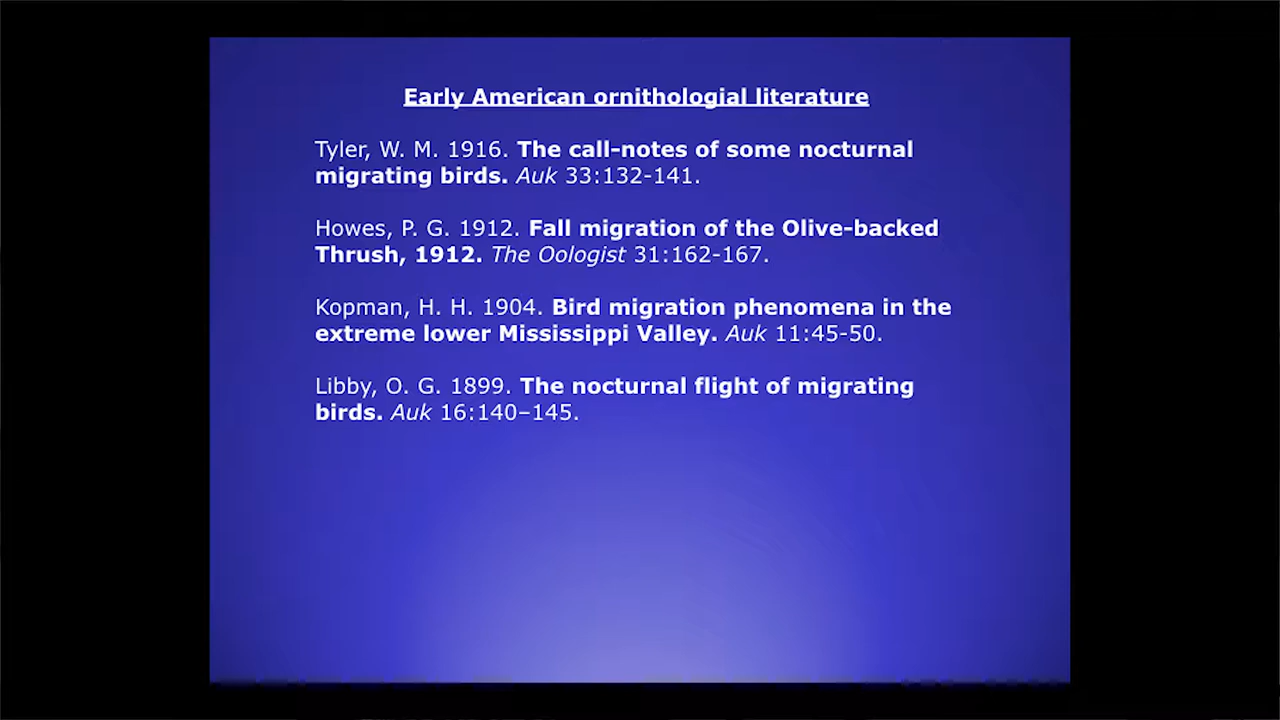 Early American ornithologial literature
Tyler, W. M. 1916. The call-notes of some nocturnal
migrating birds. Auk 33:132-141.
Howes, P. G. 1912. Fall migration of the Olive-backed
Thrush, 1912. The Oologist 31:162-167.
Kopman, H. H. 1904. Bird migration phenomena in the
extreme lower Mississippi Valley. Auk 11:45-50.
Libby, O. G. 1899. The nocturnal flight of migrating
birds. Auk 16:140–145.